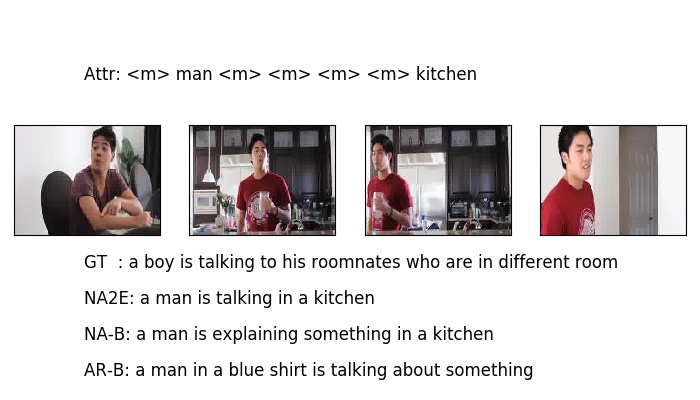 Attr: <m> man <m> <m> <m> <m> kitchen
GT : a boy is talking to his roomnates who are in different room
NA2E: a man is talking in a kitchen
NA-B: a man is explaining something in a kitchen
AR-B: a man in a blue shirt is talking about something